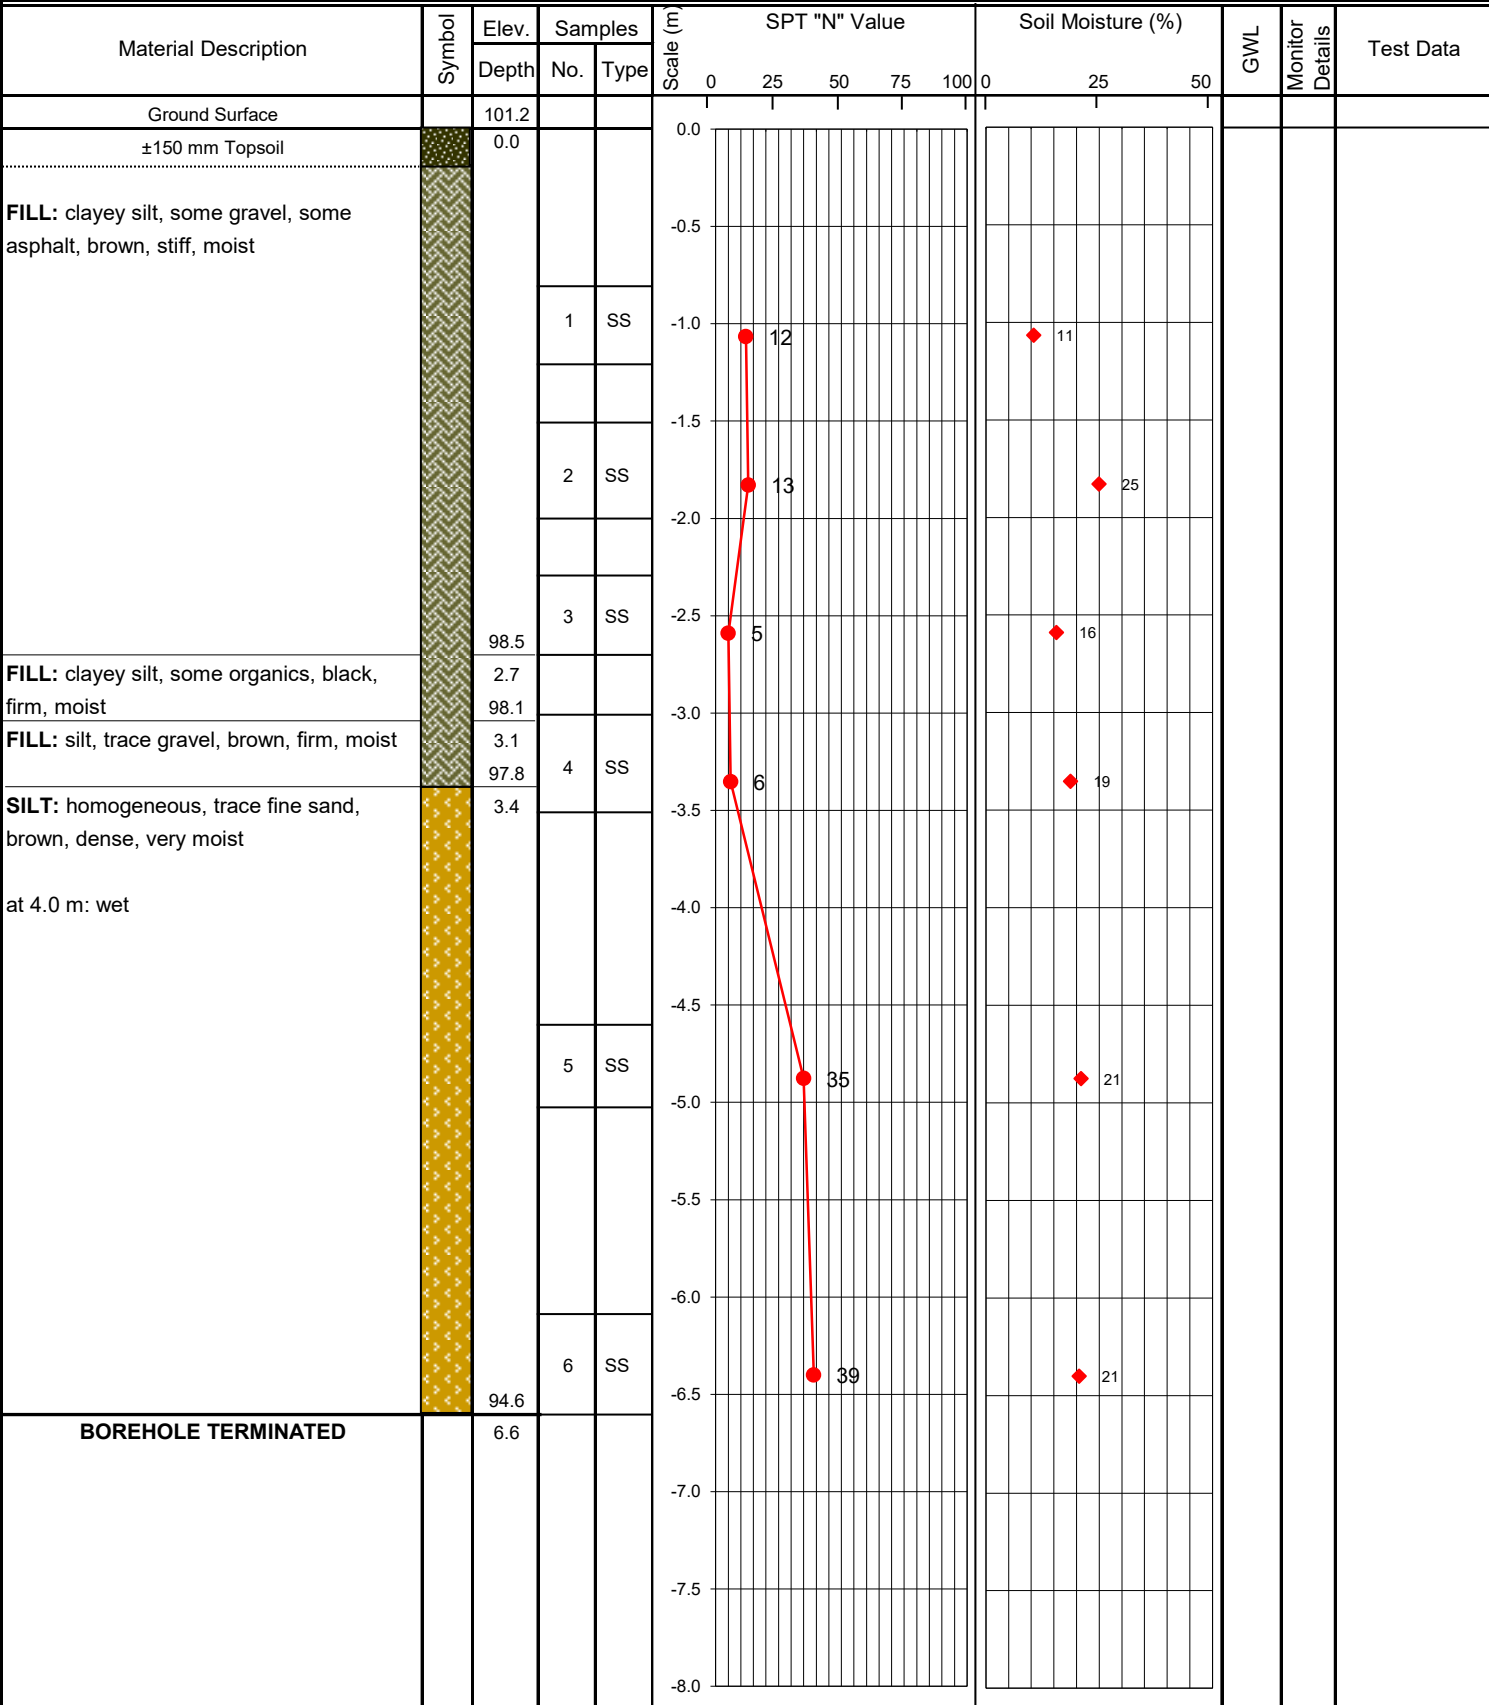 Material Description
Symbol
Elev.
Depth
Samples
No.
Type
Scale (m)
SPT "N" Value
0 25 50 75 100
Soil Moisture (%)
0 25 50
GWL
Monitor
Details
Test Data
Ground Surface 101.2
±150 mm Topsoil 0.0
FILL: clayey silt, some gravel, some
asphalt, brown, stiff, moist
98.5
FILL: clayey silt, some organics, black, 2.7
firm, moist 98.1
FILL: silt, trace gravel, brown, firm, moist 3.1
97.8
SILT: homogeneous, trace fine sand, 3.4
brown, dense, very moist
at 4.0 m: wet
94.6
BOREHOLE TERMINATED 6.6
1 SS
2 SS
3 SS
4 SS
5 SS
6 SS
0.0
-0.5
-1.0
-1.5
-2.0
-2.5
-3.0
-3.5
-4.0
-4.5
-5.0
-5.5
-6.0
-6.5
-7.0
-7.5
-8.0
12
13
5
6
35
39
11
25
16
19
21
21